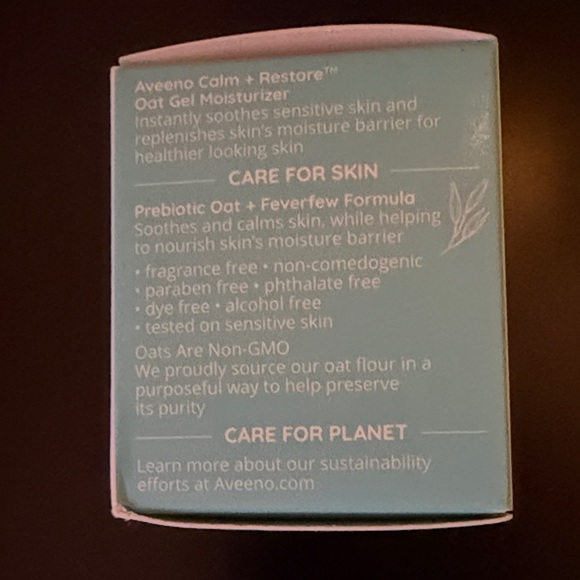 Aveeno Calm + Restore™
Oat Gel Moisturizer
Instantly soothes sensitive skin and
replenishes skin's moisture barrier for
healthier looking skin
CARE FOR SKIN
Prebiotic Oat + Feverfew Formula
Soothes and calms skin, while helping
to nourish skin's moisture barrier
• fragrance free • non-comedogenic
• paraben free • phthalate free
• dye free • alcohol free
• tested on sensitive skin
Oats Are Non-GMO
We proudly source our oat flour in a
purposeful way to help preserve
its purity
CARE FOR PLANET
Learn more about our sustainability
efforts at Aveeno.com